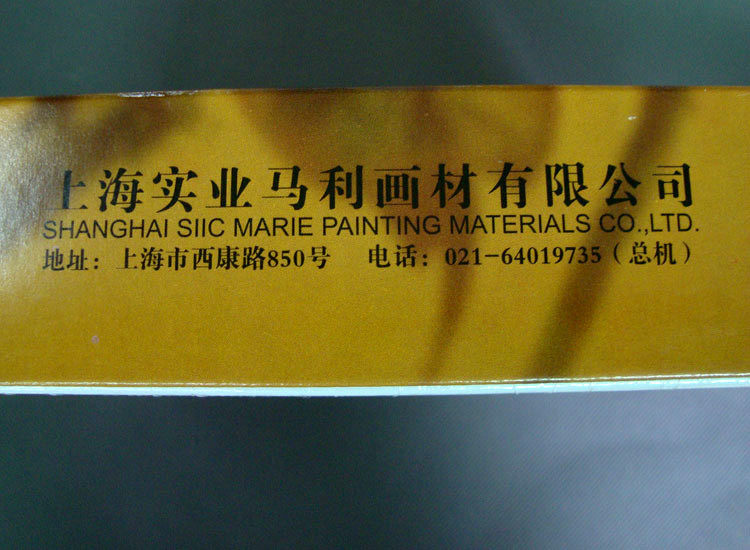 上海实业马利画材有限公司
SHANGHAI SIIC MARIE PAINTING MATERIALS CO.,LTD.
地址：上海市西康路850号 电话：021-64019735（总机）